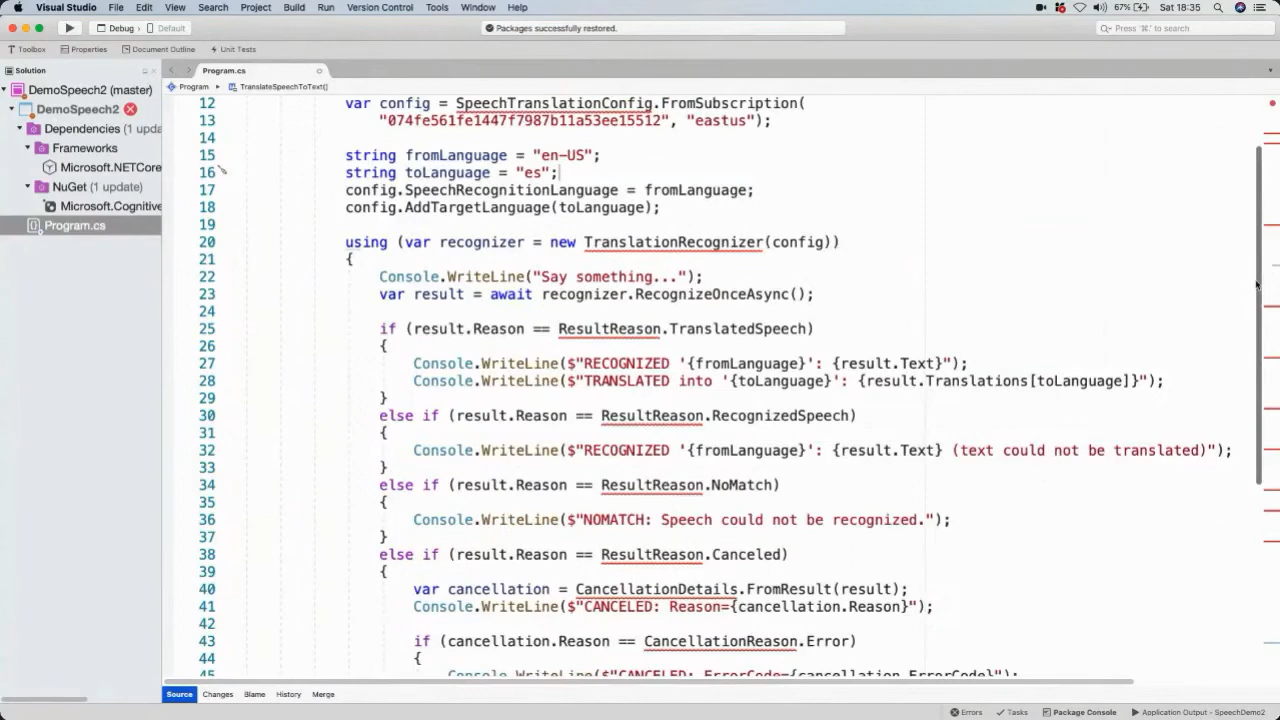 Visual Studio File Edit View Search Project Build Run Version Control Tools Window Help 67% Sat 18:35
Debug Default Packages successfully restored. Press '⌘.' to search
Toolbox Properties Document Outline Unit Tests
Solution
DemoSpeech2 (master)
DemoSpeech2
Dependencies (1 upda
Frameworks
Microsoft.NETCore
NuGet (1 update)
Microsoft.Cognitive
Program.cs
Program.cs
Program TranslateSpeechToText()
12 var config = SpeechTranslationConfig.FromSubscription(
13 "074fe561fe1447f7987b11a53ee15512", "eastus");
14
15 string fromLanguage = "en-US";
16 string toLanguage = "es";
17 config.SpeechRecognitionLanguage = fromLanguage;
18 config.AddTargetLanguage(toLanguage);
19
20 using (var recognizer = new TranslationRecognizer(config))
21 {
22 Console.WriteLine("Say something...");
23 var result = await recognizer.RecognizeOnceAsync();
24
25 if (result.Reason == ResultReason.TranslatedSpeech)
26 {
27 Console.WriteLine($"RECOGNIZED '{fromLanguage}': {result.Text}");
28 Console.WriteLine($"TRANSLATED into '{toLanguage}': {result.Translations[toLanguage]}");
29 }
30 else if (result.Reason == ResultReason.RecognizedSpeech)
31 {
32 Console.WriteLine($"RECOGNIZED '{fromLanguage}': {result.Text} (text could not be translated)");
33 }
34 else if (result.Reason == ResultReason.NoMatch)
35 {
36 Console.WriteLine($"NOMATCH: Speech could not be recognized.");
37 }
38 else if (result.Reason == ResultReason.Canceled)
39 {
40 var cancellation = CancellationDetails.FromResult(result);
41 Console.WriteLine($"CANCELED: Reason={cancellation.Reason}");
42
43 if (cancellation.Reason == CancellationReason.Error)
44 {
45 Console.WriteLine($"CANCELED: ErrorCode={cancellation.ErrorCode}");
Source Changes Blame History Merge
Errors Tasks Package Console Application Output - SpeechDemo2